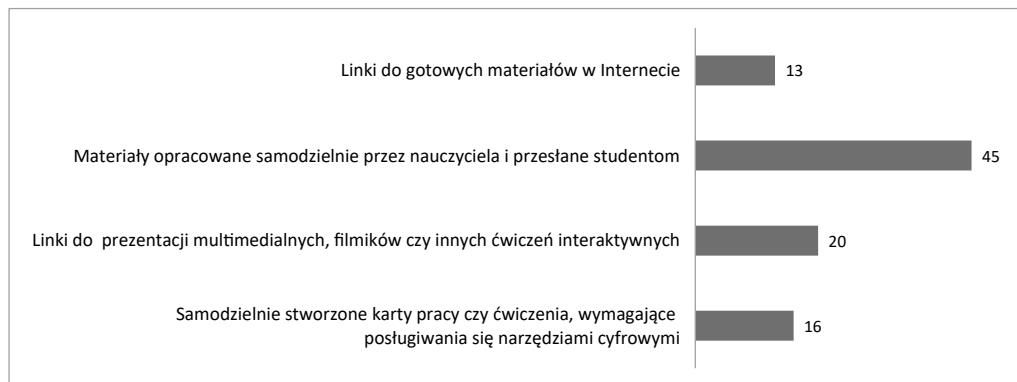 Linki do gotowych materiałów w Internecie 13
Materiały opracowane samodzielnie przez nauczyciela i przesłane studentom 45
Linki do  prezentacji multimedialnych, filmików czy innych ćwiczeń interaktywnych 20
Samodzielnie stworzone karty pracy czy ćwiczenia, wymagające
posługiwania się narzędziami cyfrowymi 16